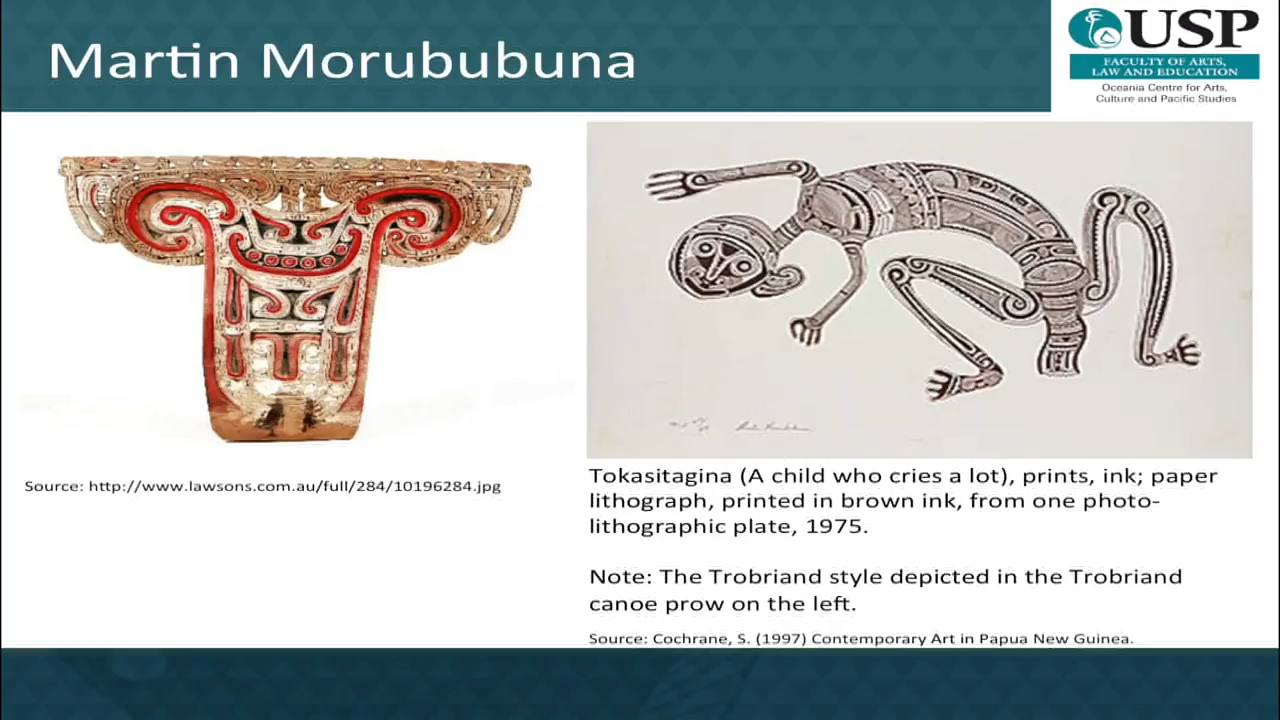 Martin Morububuna
USP
FACULTY OF ARTS,
LAW AND EDUCATION
Oceania Centre for Arts,
Culture and Pacific Studies
Source: http://www.lawsons.com.au/full/284/10196284.jpg
Tokasitagina (A child who cries a lot), prints, ink; paper
lithograph, printed in brown ink, from one photo-
lithographic plate, 1975.
Note: The Trobriand style depicted in the Trobriand
canoe prow on the left.
Source: Cochrane, S. (1997) Contemporary Art in Papua New Guinea.